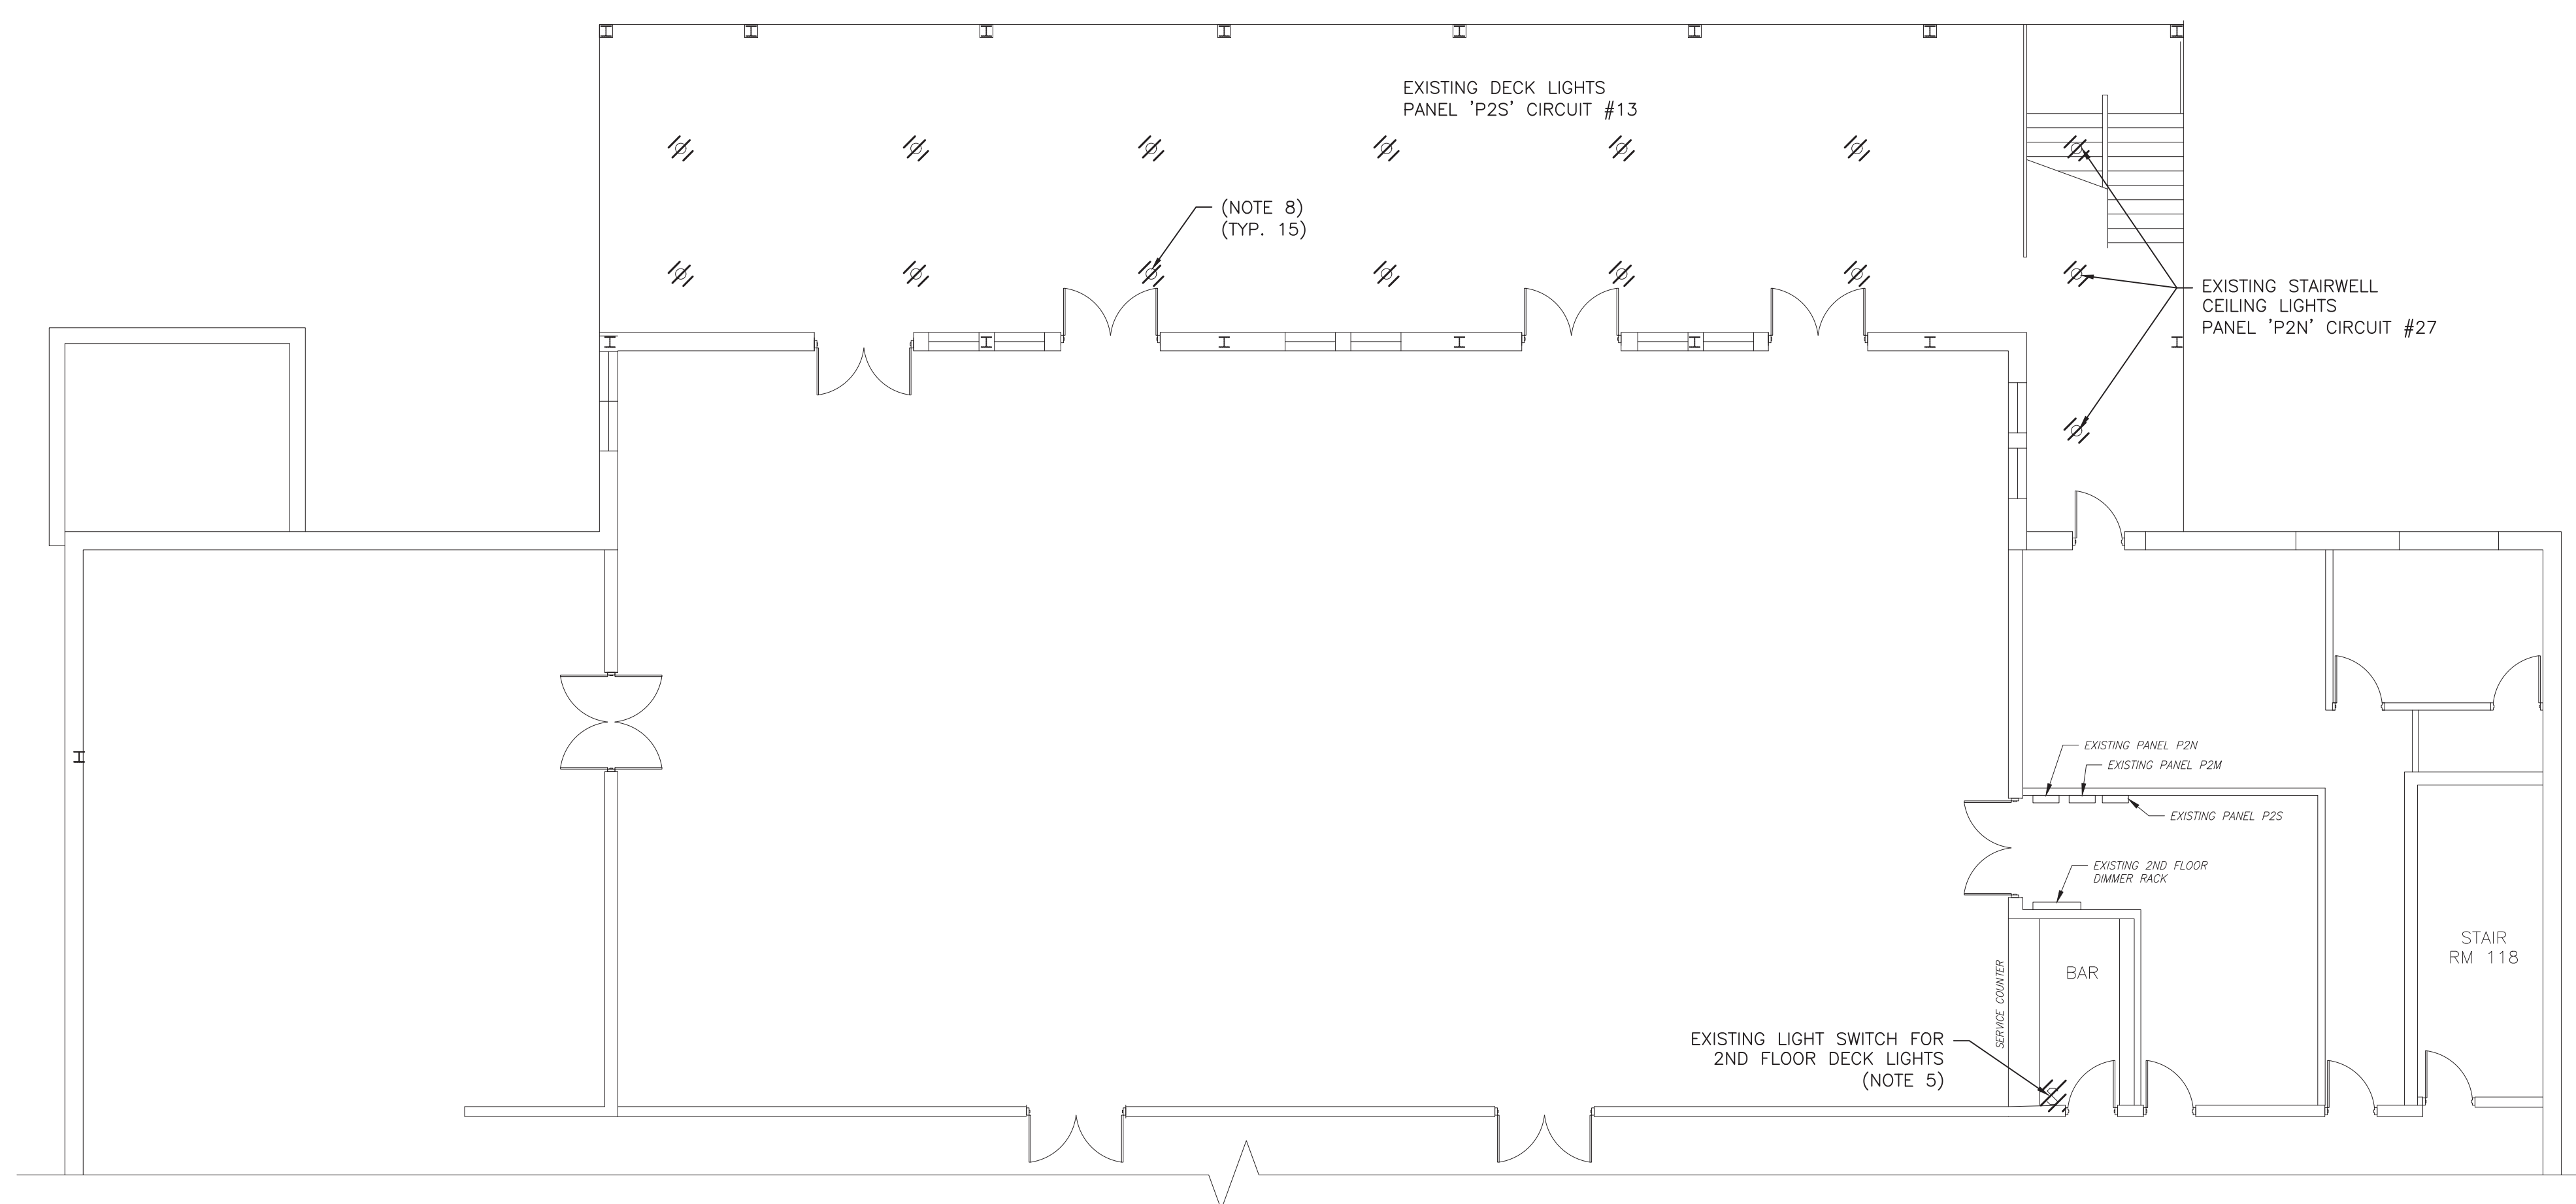 EXISTING DECK LIGHTS
PANEL 'P2S' CIRCUIT #13
(NOTE 8)
(TYP. 15)
EXISTING STAIRWELL
CEILING LIGHTS
PANEL 'P2N' CIRCUIT #27
EXISTING PANEL P2N
EXISTING PANEL P2M
EXISTING PANEL P2S
EXISTING 2ND FLOOR
DIMMER RACK
STAIR
RM 118
BAR
SERVICE COUNTER
EXISTING LIGHT SWITCH FOR
2ND FLOOR DECK LIGHTS
(NOTE 5)